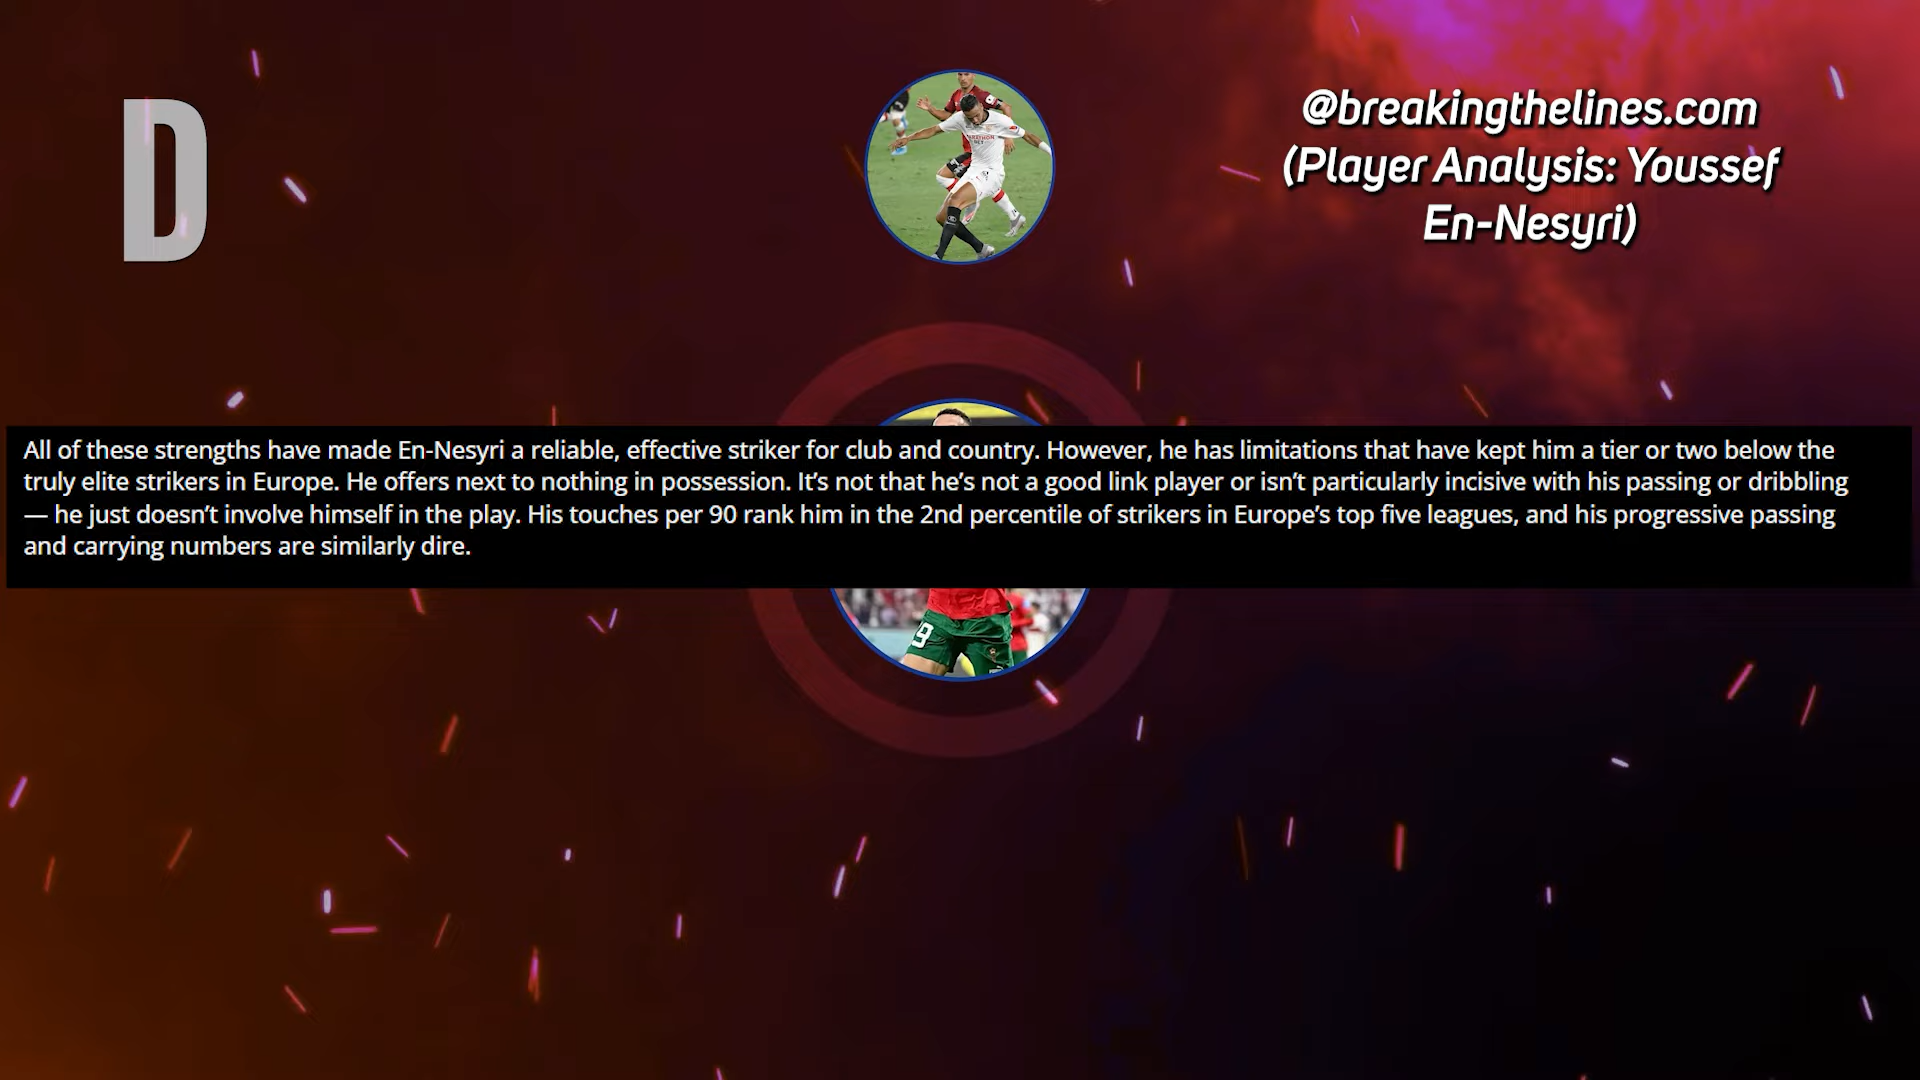 D
@breakingthelines.com
(Player Analysis: Youssef
En-Nesyri)
All of these strengths have made En-Nesyri a reliable, effective striker for club and country. However, he has limitations that have kept him a tier or two below the
truly elite strikers in Europe. He offers next to nothing in possession. It’s not that he’s not a good link player or isn’t particularly incisive with his passing or dribbling
— he just doesn’t involve himself in the play. His touches per 90 rank him in the 2nd percentile of strikers in Europe’s top five leagues, and his progressive passing
and carrying numbers are similarly dire.